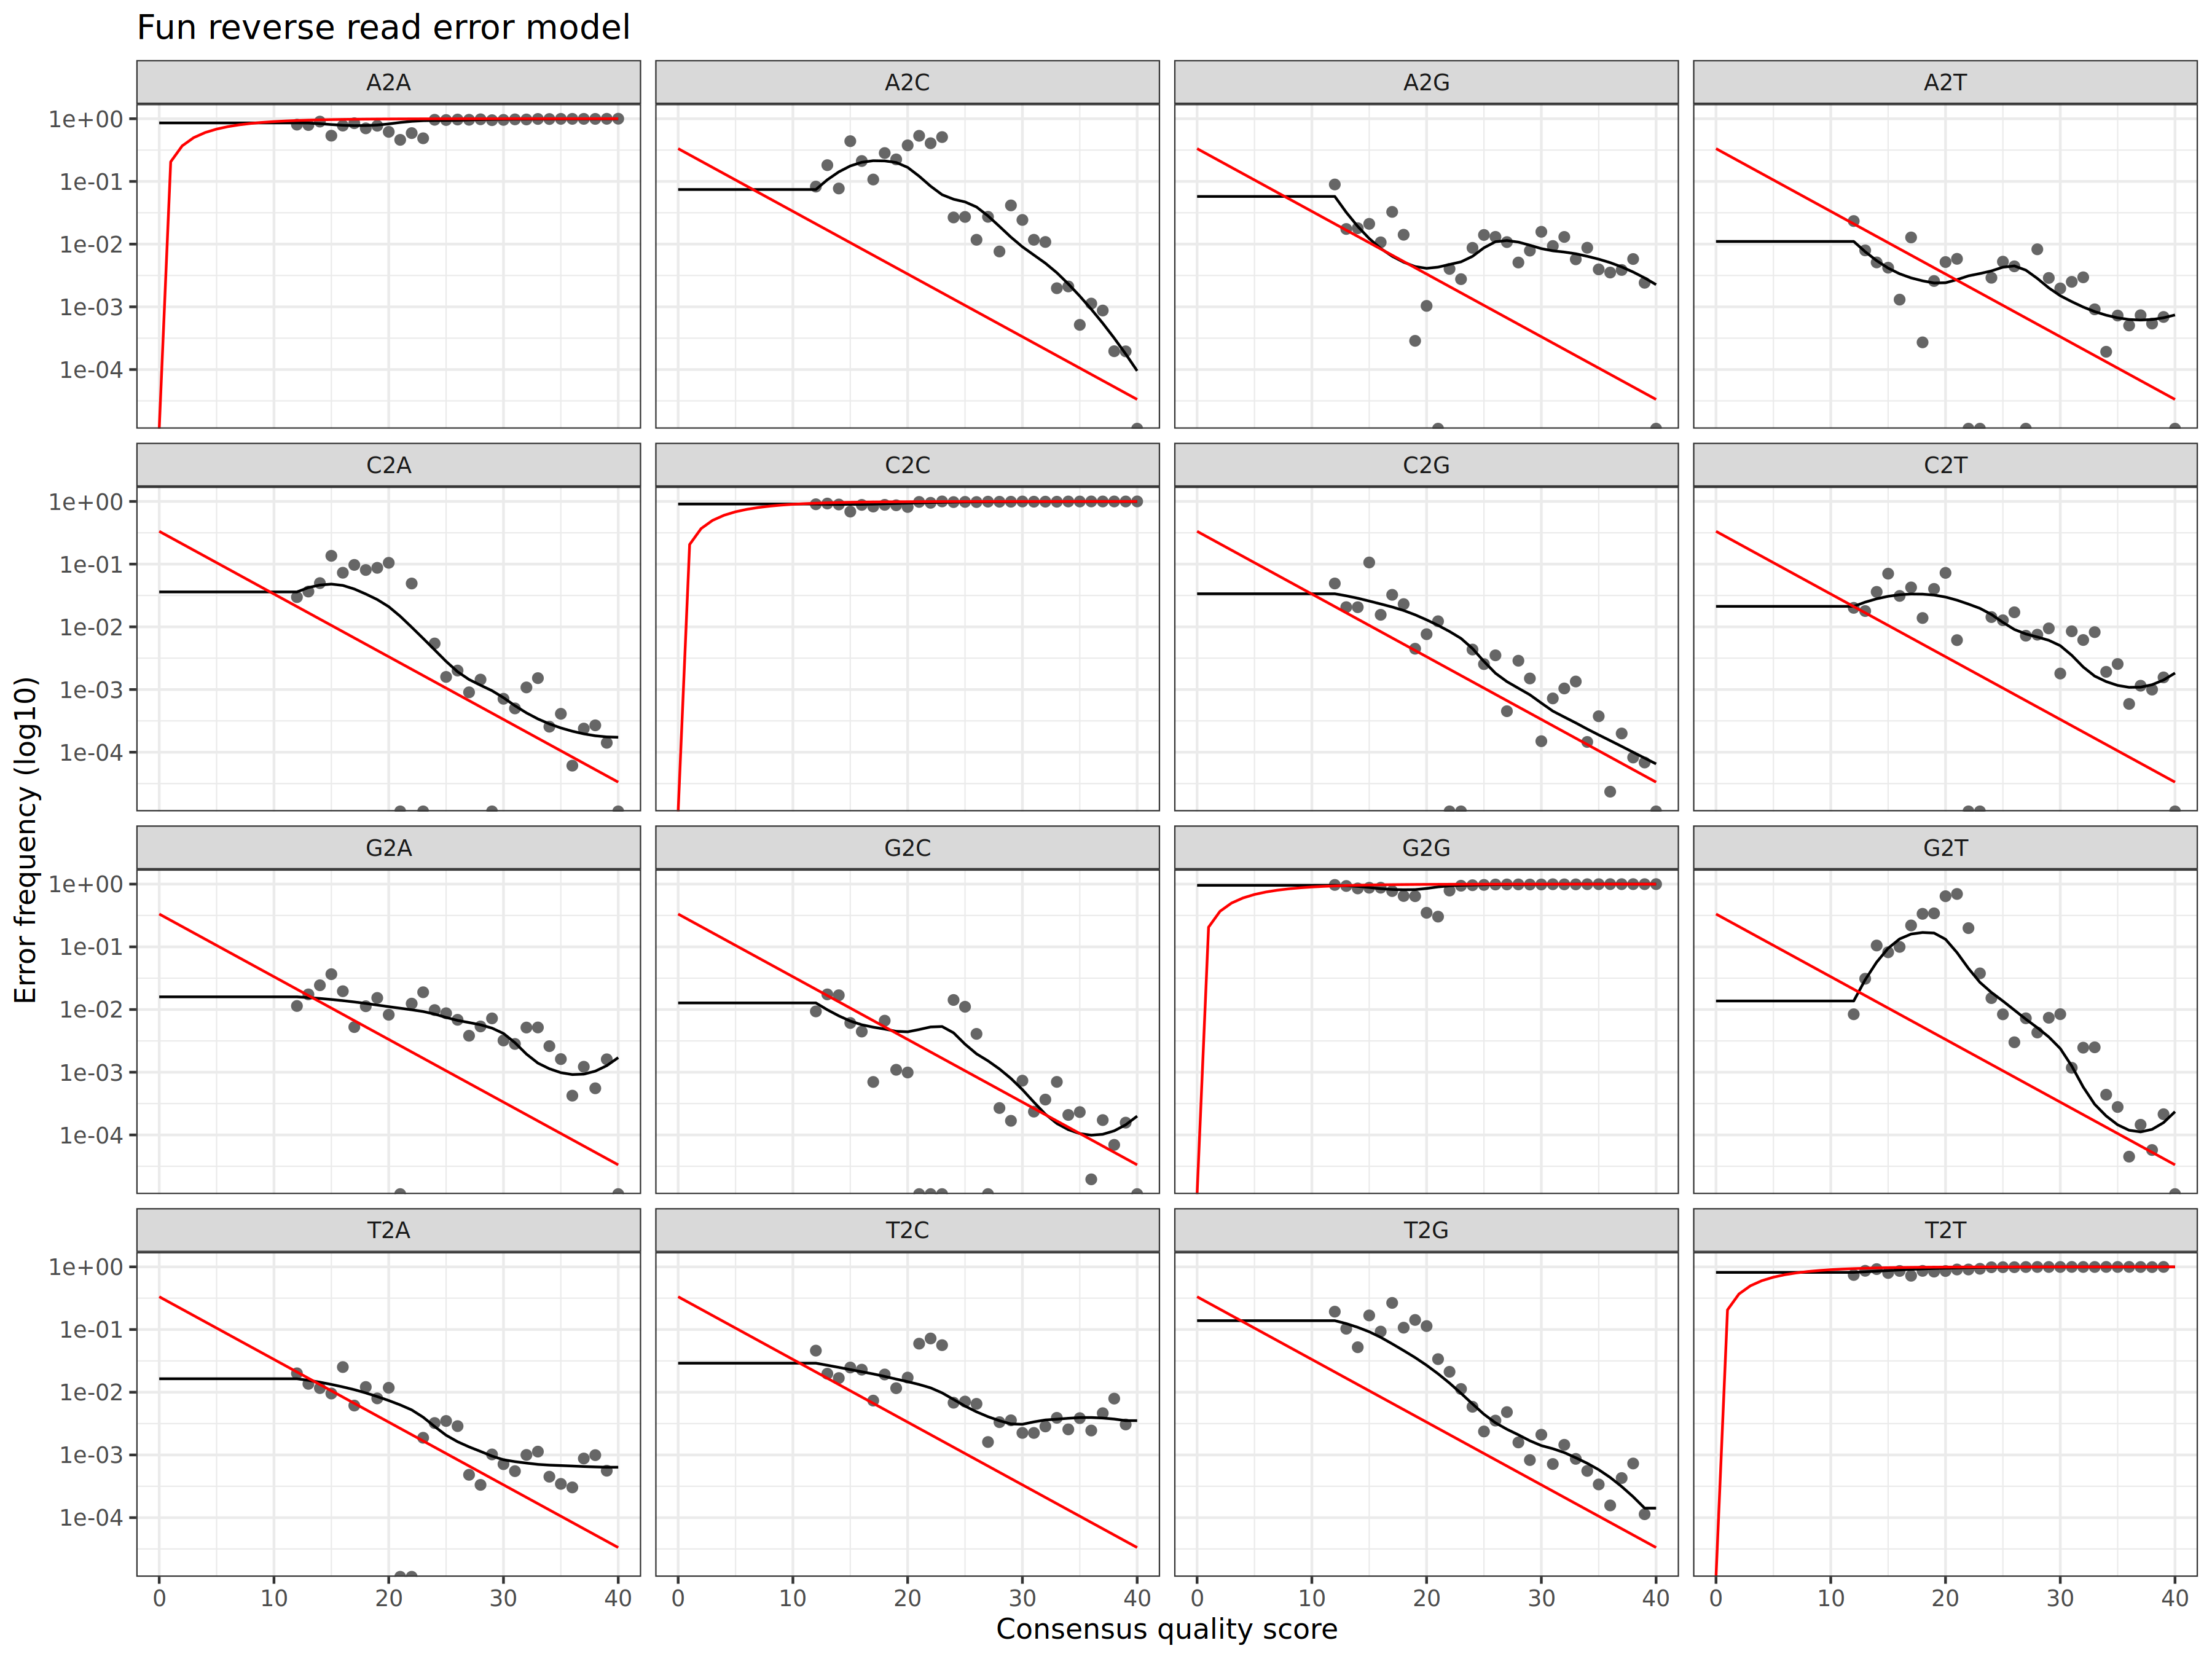 Fun reverse read error model
A2A A2C A2G A2T
1e+00
1e-01
1e-02
1e-03
1e-04
C2A C2C C2G C2T
1e+00
1e-01
1e-02
1e-03
1e-04
G2A G2C G2G G2T
1e+00
1e-01
1e-02
1e-03
1e-04
T2A T2C T2G T2T
1e+00
1e-01
1e-02
1e-03
1e-04
0 10 20 30 40 0 10 20 30 40 0 10 20 30 40 0 10 20 30 40
Error frequency (log10)
Consensus quality score